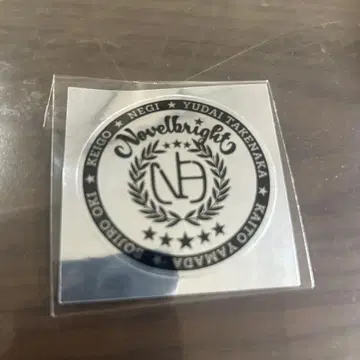 KEIGO ★ NEGI ★ YUDAI TAKENAKA ★ KAITO YAMADA ★ SOJIRO OKI ★
Novelbright
NB